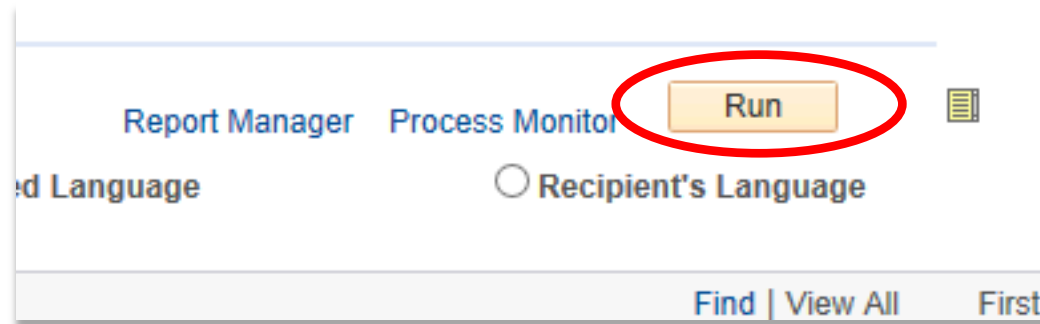 Report Manager Process Monitor Run
ed Language Recipient's Language
Find | View All First